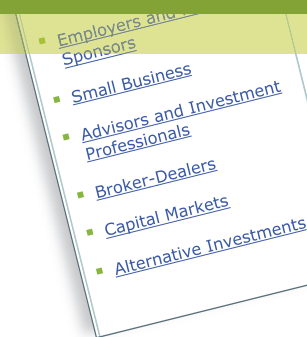 Employers and
Sponsors
Small Business
Advisors and Investment
Professionals
Broker-Dealers
Capital Markets
Alternative Investments